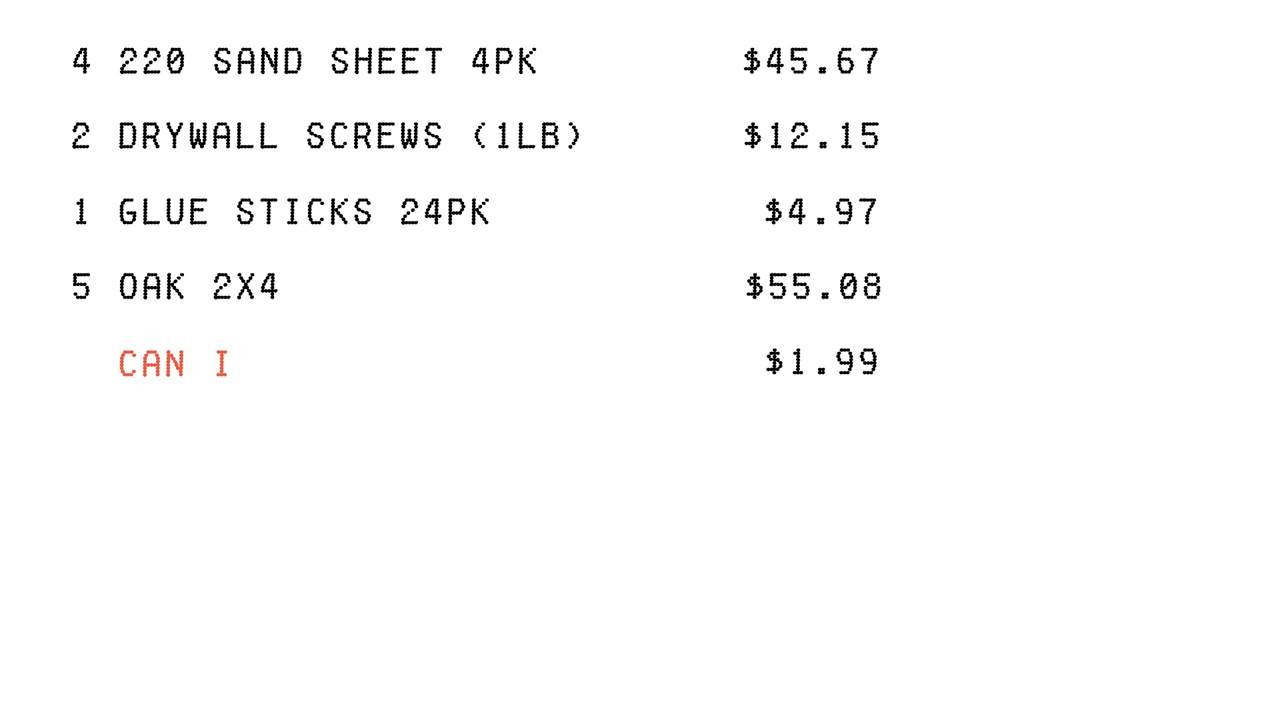 4 220 SAND SHEET 4PK $45.67
2 DRYWALL SCREWS (1LB) $12.15
1 GLUE STICKS 24PK $4.97
5 OAK 2X4 $55.08
CAN I $1.99